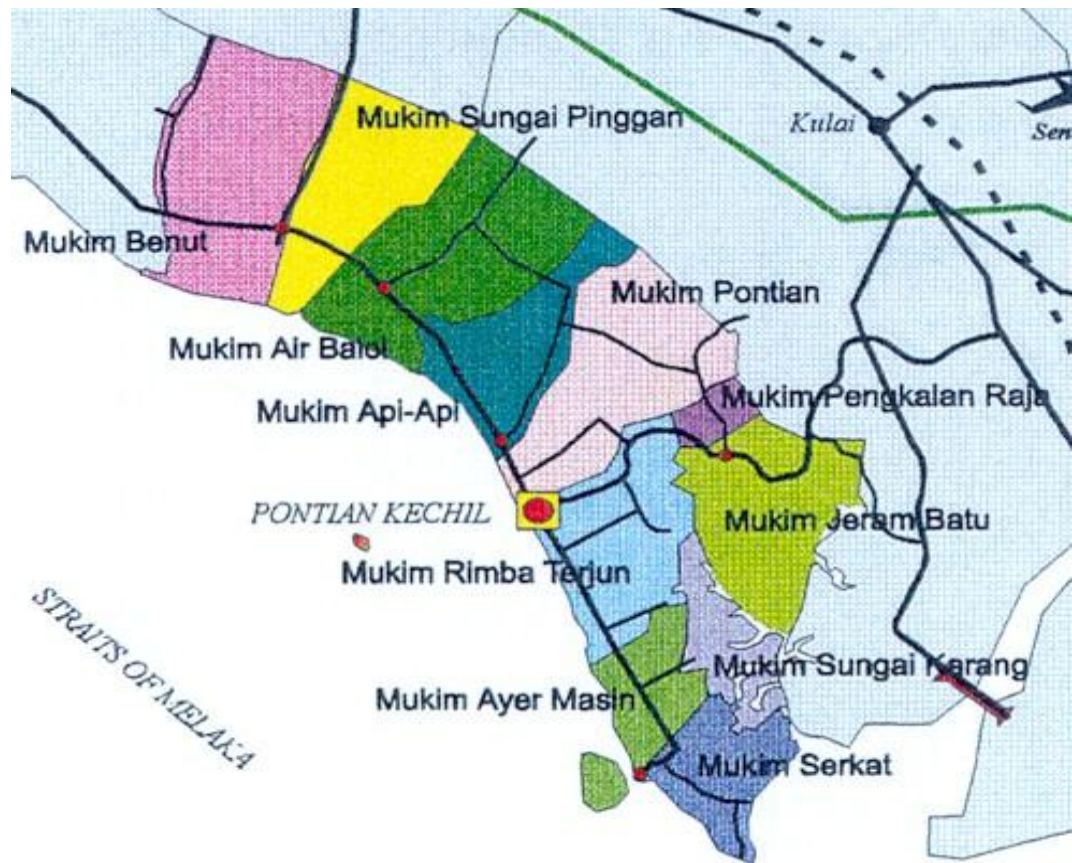 Mukim Sungai Pinggan
Kulai
Sen
Mukim Benut
Mukim Pontian
Mukim Air Baloi
Mukim Pengkalan Raja
Mukim Api-Api
PONTIAN KECHIL
Mukim Jeram Batu
Mukim Rimba Terjun
STRAITS OF MELAKA
Mukim Sungai Karang
Mukim Ayer Masin
Mukim Serkat